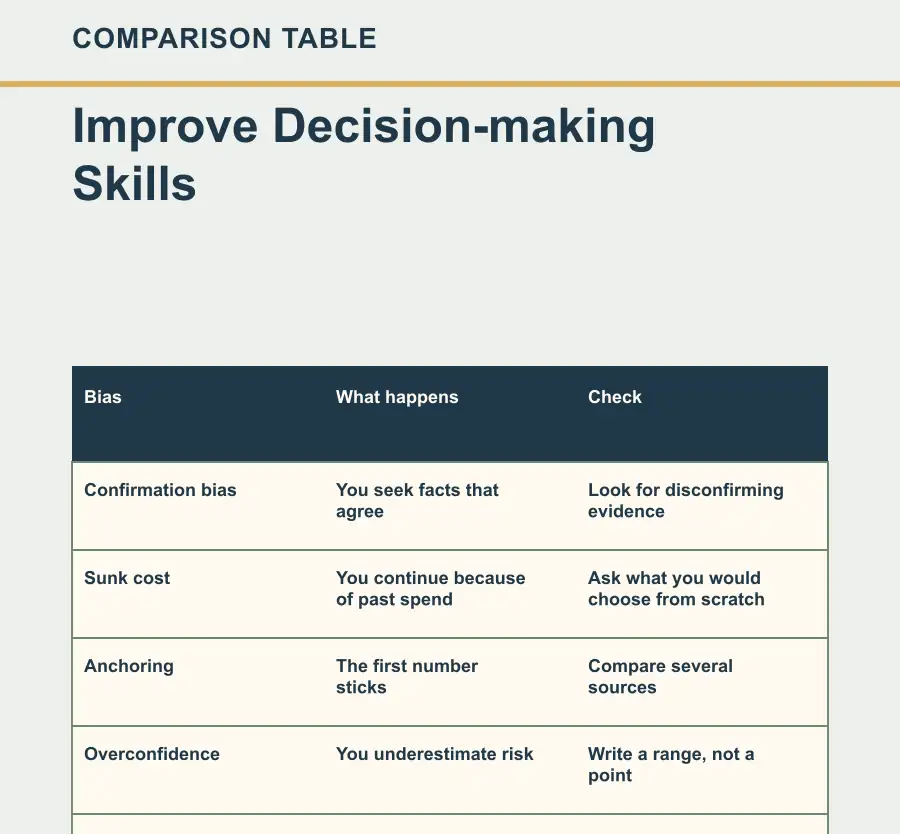 COMPARISON TABLE
Improve Decision-making
Skills
Bias What happens Check
Confirmation bias You seek facts that Look for disconfirming
agree evidence
Sunk cost You continue because Ask what you would
of past spend choose from scratch
Anchoring The first number Compare several
sticks sources
Overconfidence You underestimate risk Write a range, not a
point